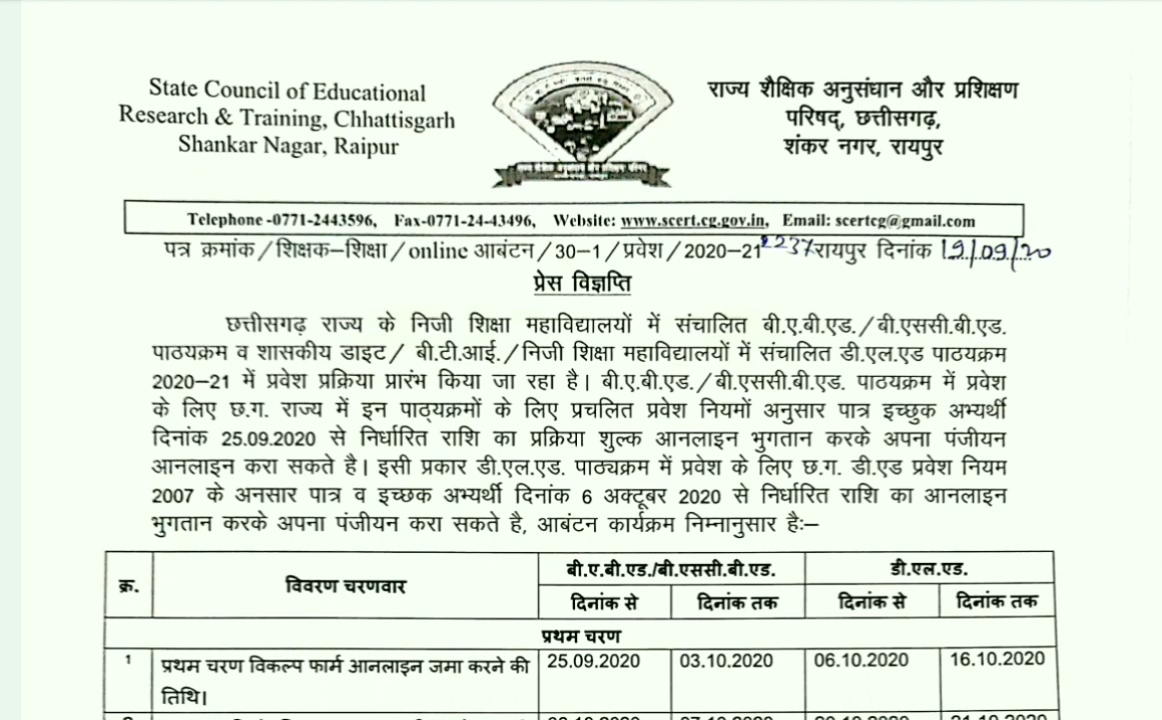 State Council of Educational
Research & Training, Chhattisgarh
Shankar Nagar, Raipur
राज्य शैक्षिक अनुसंधान और प्रशिक्षण
परिषद्, छत्तीसगढ़,
शंकर नगर, रायपुर
Telephone -0771-2443596, Fax-0771-24-43496, Website: www.scert.cg.gov.in, Email: scertcg@gmail.com
पत्र क्रमांक / शिक्षक–शिक्षा / online आबंटन / 30–1 / प्रवेश / 2020–21 2237 रायपुर दिनांक 19/09/20
प्रेस विज्ञप्ति
छत्तीसगढ़ राज्य के निजी शिक्षा महाविद्यालयों में संचालित बी.ए.बी.एड. / बी.एससी.बी.एड.
पाठयक्रम व शासकीय डाइट / बी.टी.आई. / निजी शिक्षा महाविद्यालयों में संचालित डी.एल.एड पाठयक्रम
2020–21 में प्रवेश प्रक्रिया प्रारंभ किया जा रहा है। बी.ए.बी.एड. / बी.एससी.बी.एड. पाठयक्रम में प्रवेश
के लिए छ.ग. राज्य में इन पाठ्यक्रमों के लिए प्रचलित प्रवेश नियमों अनुसार पात्र इच्छुक अभ्यर्थी
दिनांक 25.09.2020 से निर्धारित राशि का प्रक्रिया शुल्क आनलाइन भुगतान करके अपना पंजीयन
आनलाइन करा सकते है। इसी प्रकार डी.एल.एड. पाठ्यक्रम में प्रवेश के लिए छ.ग. डी.एड प्रवेश नियम
2007 के अनसार पात्र व इच्छक अभ्यर्थी दिनांक 6 अक्टूबर 2020 से निर्धारित राशि का आनलाइन
भुगतान करके अपना पंजीयन करा सकते है, आबंटन कार्यक्रम निम्नानुसार है:–
क्र. विवरण चरणवार बी.ए.बी.एड./बी.एससी.बी.एड. डी.एल.एड.
दिनांक से दिनांक तक दिनांक से दिनांक तक
प्रथम चरण
1 प्रथम चरण विकल्प फार्म आनलाइन जमा करने की 25.09.2020 03.10.2020 06.10.2020 16.10.2020
तिथि।